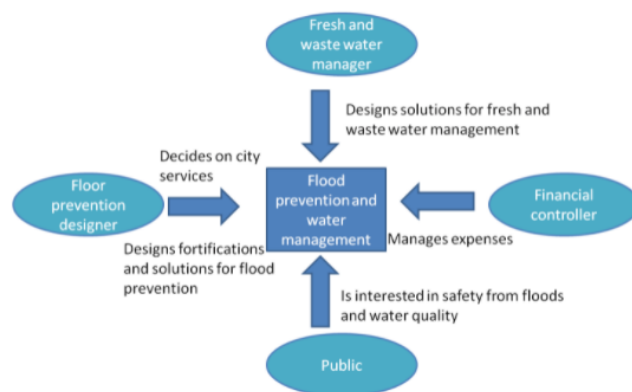 Fresh and
waste water
manager
Designs solutions for fresh and
waste water management
Decides on city
services
Floor
prevention
designer
Flood
prevention and
water
management
Financial
controller
Manages expenses
Designs fortifications
and solutions for flood
prevention
Is interested in safety from floods
and water quality
Public